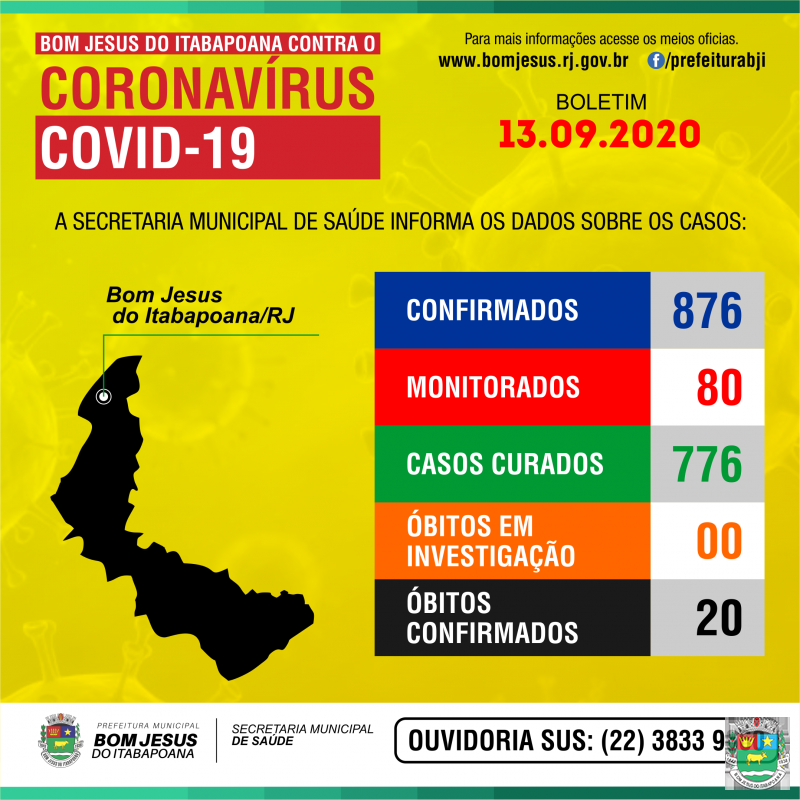 BOM JESUS DO ITABAPOANA CONTRA O
CORONAVÍRUS
COVID-19
Para mais informações acesse os meios oficias.
www.bomjesus.rj.gov.br /prefeiturabji
BOLETIM
13.09.2020
A SECRETARIA MUNICIPAL DE SAÚDE INFORMA OS DADOS SOBRE OS CASOS:
Bom Jesus
do Itabapoana/RJ
CONFIRMADOS 876
MONITORADOS 80
CASOS CURADOS 776
ÓBITOS EM
INVESTIGAÇÃO 00
ÓBITOS
CONFIRMADOS 20
PREFEITURA MUNICIPAL
BOM JESUS
DO ITABAPOANA
SECRETARIA MUNICIPAL
DE SAÚDE
OUVIDORIA SUS: (22) 3833 9